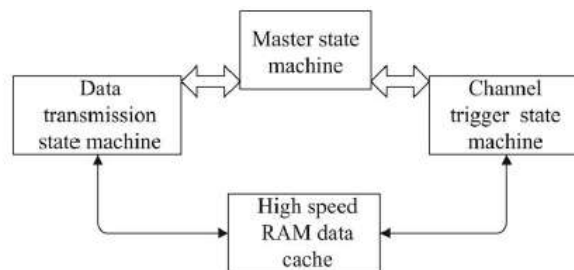 Master state
machine
Data
transmission
state machine
Channel
trigger state
machine
High speed
RAM data
cache